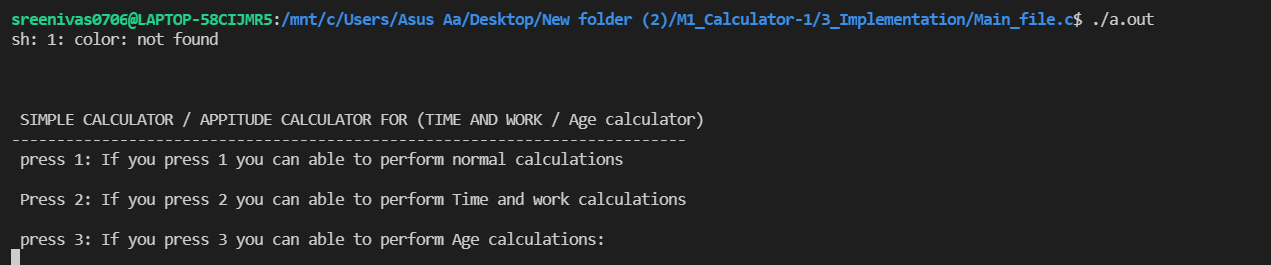 sreenivas0706@LAPTOP-58CIJMR5:/mnt/c/Users/Asus Aa/Desktop/New folder (2)/M1_Calculator-1/3_Implementation/Main_file.c$ ./a.out
sh: 1: color: not found
SIMPLE CALCULATOR / APPITUDE CALCULATOR FOR (TIME AND WORK / Age calculator)
---------------------------------------------------------------------------
press 1: If you press 1 you can able to perform normal calculations
Press 2: If you press 2 you can able to perform Time and work calculations
press 3: If you press 3 you can able to perform Age calculations: